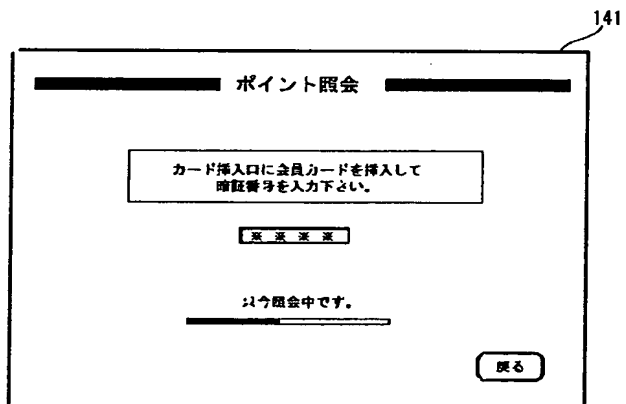 141
ポイント照会
カード挿入口に会員カードを挿入して
暗証番号を入力下さい。
※ ※ ※ ※
只今照会中です。
戻る